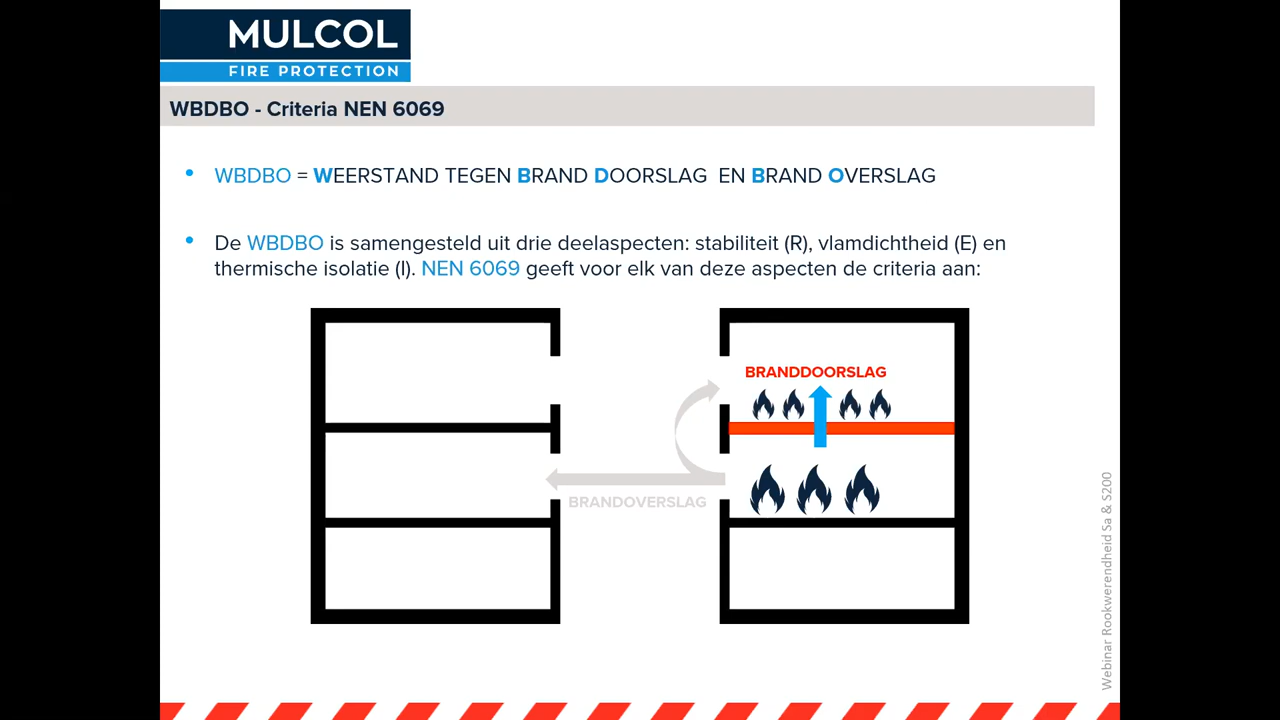 MULCOL
FIRE PROTECTION
WBDBO - Criteria NEN 6069
• WBDBO = WEERSTAND TEGEN BRAND DOORSLAG EN BRAND OVERSLAG
• De WBDBO is samengesteld uit drie deelaspecten: stabiliteit (R), vlamdichtheid (E) en
thermische isolatie (I). NEN 6069 geeft voor elk van deze aspecten de criteria aan:
BRANDDOORSLAG
BRANDOVERSLAG
Webinar Rookwerendheid Sa & S200